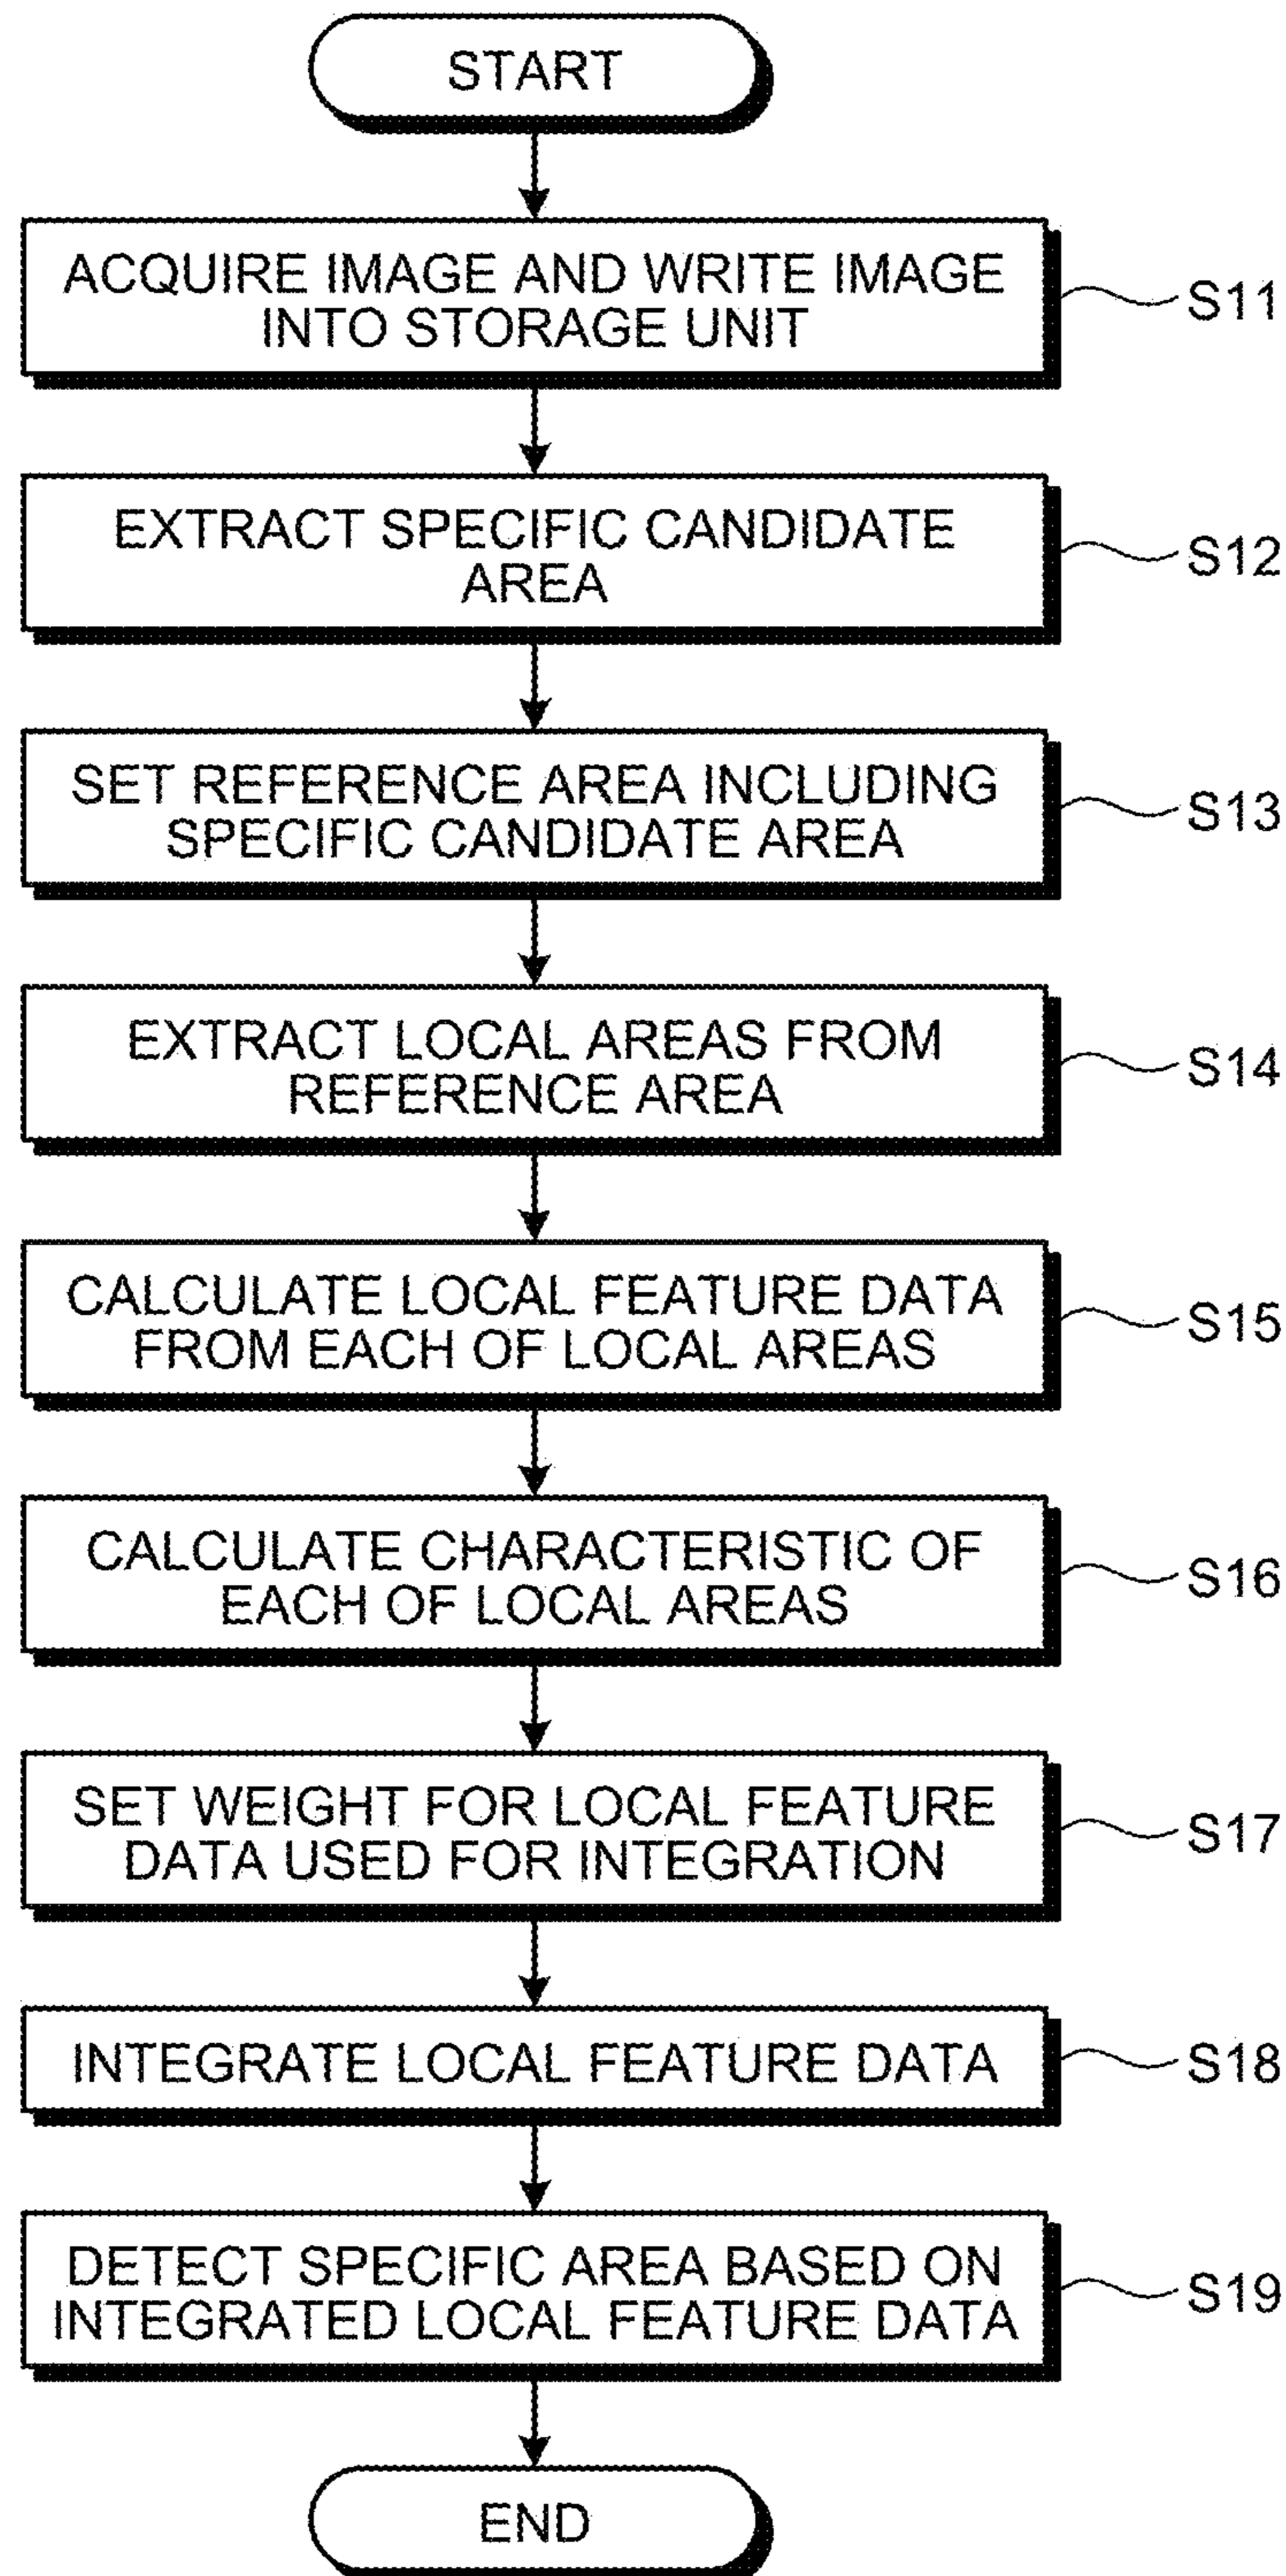 START
ACQUIRE IMAGE AND WRITE IMAGE
INTO STORAGE UNIT
S11
EXTRACT SPECIFIC CANDIDATE
AREA
S12
SET REFERENCE AREA INCLUDING
SPECIFIC CANDIDATE AREA
S13
EXTRACT LOCAL AREAS FROM
REFERENCE AREA
S14
CALCULATE LOCAL FEATURE DATA
FROM EACH OF LOCAL AREAS
S15
CALCULATE CHARACTERISTIC OF
EACH OF LOCAL AREAS
S16
SET WEIGHT FOR LOCAL FEATURE
DATA USED FOR INTEGRATION
S17
INTEGRATE LOCAL FEATURE DATA
S18
DETECT SPECIFIC AREA BASED ON
INTEGRATED LOCAL FEATURE DATA
S19
END